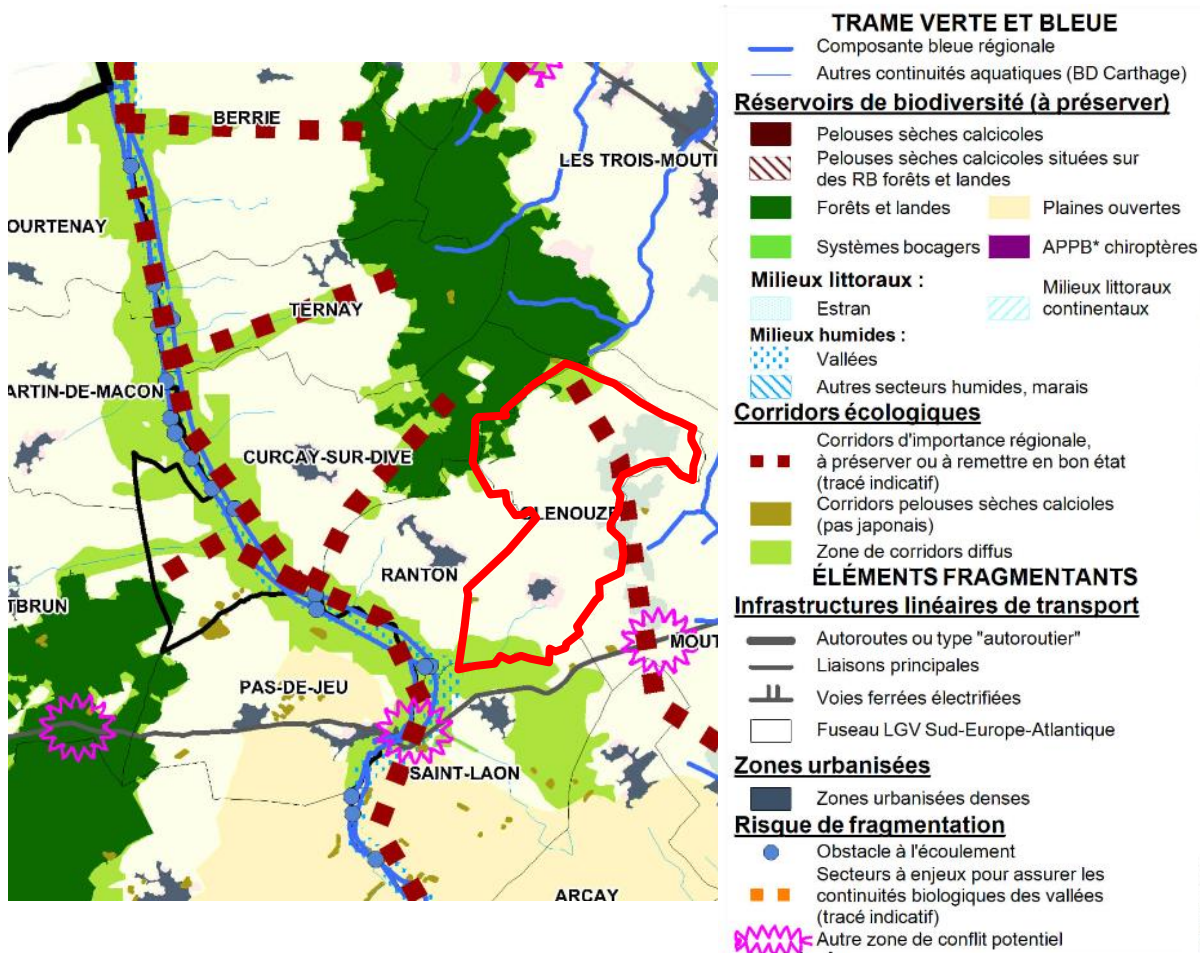 BERRIE
LES TROIS-MOUTI
OURTENAY
TERNAY
ARTIN-DE-MACON
CURCAY-SUR-DIVE
GLENOUZE
RANTON
TBRUN
MOUT
PAS-DE-JEU
SAINT-LAON
ARCAY
TRAME VERTE ET BLEUE
Composante bleue régionale
Autres continuités aquatiques (BD Carthage)
Réservoirs de biodiversité (à préserver)
Pelouses sèches calcicoles
Pelouses sèches calcicoles situées sur
des RB forêts et landes
Forêts et landes
Plaines ouvertes
Systèmes bocagers
APPB* chiroptères
Milieux littoraux :
Estran
Milieux littoraux
continentaux
Milieux humides :
Vallées
Autres secteurs humides, marais
Corridors écologiques
Corridors d'importance régionale,
à préserver ou à remettre en bon état
(tracé indicatif)
Corridors pelouses sèches calcioles
(pas japonais)
Zone de corridors diffus
ÉLÉMENTS FRAGMENTANTS
Infrastructures linéaires de transport
Autoroutes ou type "autoroutier"
Liaisons principales
Voies ferrées électrifiées
Fuseau LGV Sud-Europe-Atlantique
Zones urbanisées
Zones urbanisées denses
Risque de fragmentation
Obstacle à l'écoulement
Secteurs à enjeux pour assurer les
continuités biologiques des vallées
(tracé indicatif)
Autre zone de conflit potentiel